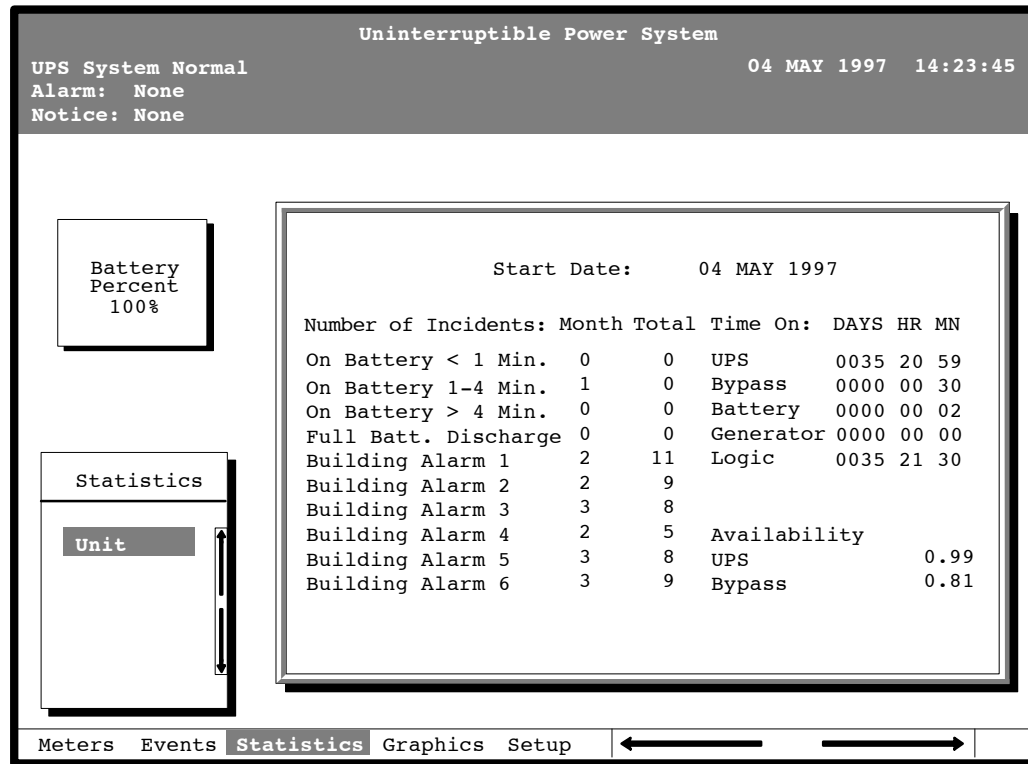 Uninterruptible Power System
UPS System Normal 04 MAY 1997 14:23:45
Alarm: None
Notice: None
Battery
Percent
100%
Start Date: 04 MAY 1997
Number of Incidents: Month Total Time On: DAYS HR MN
On Battery < 1 Min. 0 0 UPS 0035 20 59
On Battery 1-4 Min. 1 0 Bypass 0000 00 30
On Battery > 4 Min. 0 0 Battery 0000 00 02
Full Batt. Discharge 0 0 Generator 0000 00 00
Building Alarm 1 2 11 Logic 0035 21 30
Building Alarm 2 2 9
Building Alarm 3 3 8
Building Alarm 4 2 5 Availability
Building Alarm 5 3 8 UPS 0.99
Building Alarm 6 3 9 Bypass 0.81
Statistics
Unit
Meters Events Statistics Graphics Setup